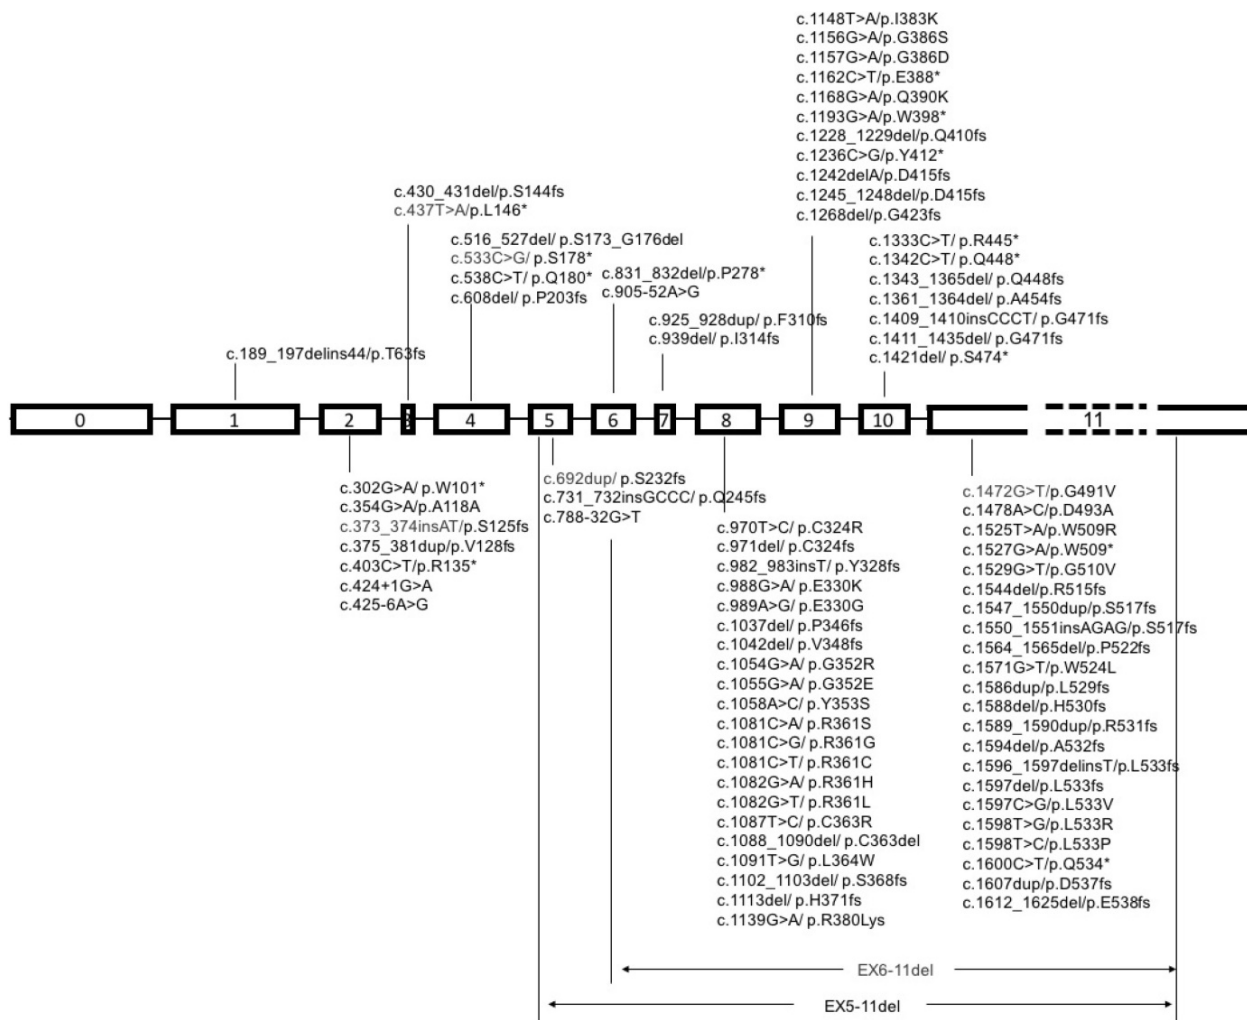 c.1148T>A/p.I383K
c.1156G>A/p.G386S
c.1157G>A/p.G386D
c.1162C>T/p.E388*
c.1168G>A/p.Q390K
c.1193G>A/p.W398*
c.1228_1229del/p.Q410fs
c.1236C>G/p.Y412*
c.1242delA/p.D415fs
c.1245_1248del/p.D415fs
c.1268del/p.G423fs
c.430_431del/p.S144fs
c.437T>A/p.L146*
c.516_527del/ p.S173_G176del
c.533C>G/ p.S178*
c.538C>T/ p.Q180*
c.608del/ p.P203fs
c.831_832del/p.P278*
c.905-52A>G
c.925_928dup/ p.F310fs
c.939del/ p.I314fs
c.1333C>T/ p.R445*
c.1342C>T/ p.Q448*
c.1343_1365del/ p.Q448fs
c.1361_1364del/ p.A454fs
c.1409_1410insCCCT/ p.G471fs
c.1411_1435del/ p.G471fs
c.1421del/ p.S474*
c.189_197delins44/p.T63fs
0 1 2 3 4 5 6 7 8 9 10 11
c.302G>A/ p.W101*
c.354G>A/p.A118A
c.373_374insAT/p.S125fs
c.375_381dup/p.V128fs
c.403C>T/p.R135*
c.424+1G>A
c.425-6A>G
c.692dup/ p.S232fs
c.731_732insGCCC/ p.Q245fs
c.788-32G>T
c.970T>C/ p.C324R
c.971del/ p.C324fs
c.982_983insT/ p.Y328fs
c.988G>A/ p.E330K
c.989A>G/ p.E330G
c.1037del/ p.P346fs
c.1042del/ p.V348fs
c.1054G>A/ p.G352R
c.1055G>A/ p.G352E
c.1058A>C/ p.Y353S
c.1081C>A/ p.R361S
c.1081C>G/ p.R361G
c.1081C>T/ p.R361C
c.1082G>A/ p.R361H
c.1082G>T/ p.R361L
c.1087T>C/ p.C363R
c.1088_1090del/ p.C363del
c.1091T>G/ p.L364W
c.1102_1103del/ p.S368fs
c.1113del/ p.H371fs
c.1139G>A/ p.R380Lys
c.1472G>T/p.G491V
c.1478A>C/p.D493A
c.1525T>A/p.W509R
c.1527G>A/p.W509*
c.1529G>T/p.G510V
c.1544del/p.R515fs
c.1547_1550dup/p.S517fs
c.1550_1551insAGAG/p.S517fs
c.1564_1565del/p.P522fs
c.1571G>T/p.W524L
c.1586dup/p.L529fs
c.1588del/p.H530fs
c.1589_1590dup/p.R531fs
c.1594del/p.A532fs
c.1596_1597delinsT/p.L533fs
c.1597del/p.L533fs
c.1597C>G/p.L533V
c.1598T>G/p.L533R
c.1598T>C/p.L533P
c.1600C>T/p.Q534*
c.1607dup/p.D537fs
c.1612_1625del/p.E538fs
EX6-11del
EX5-11del